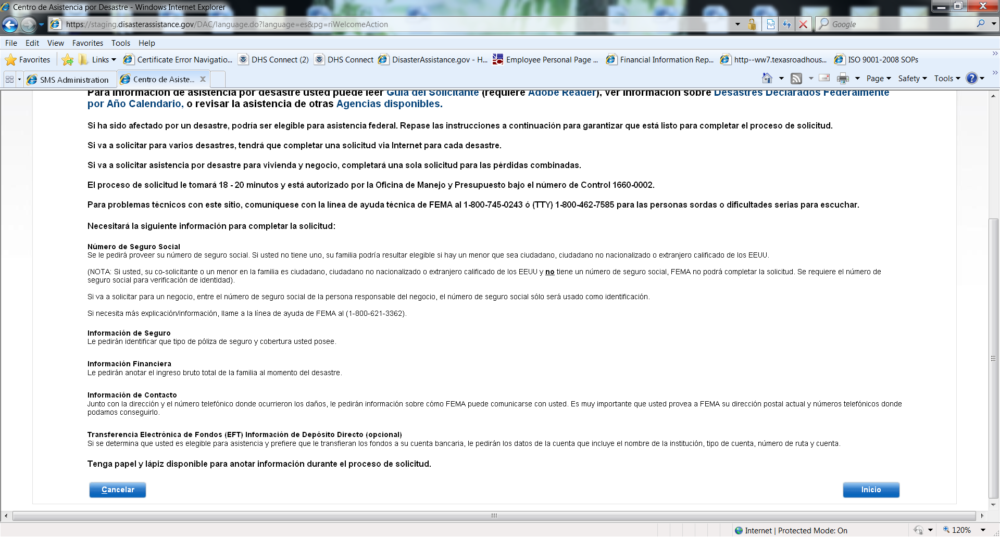 Centro de Asistencia por Desastre - Windows Internet Explorer
https://staging.disasterassistance.gov/DAC/language.do?language=es&pg=riWelcomeAction
Google
File Edit View Favorites Tools Help
Favorites Links Certificate Error Navigatio... DHS Connect (2) DHS Connect DisasterAssistance.gov - H... Employee Personal Page ... Financial Information Rep... http--ww7.texasroadhous... ISO 9001-2008 SOPs
SMS Administration Centro de Asiste... Page Safety Tools
Para información de asistencia por desastre usted puede leer Guía del Solicitante (requiere Adobe Reader), ver información sobre Desastres Declarados Federalmente
por Año Calendario, o revisar la asistencia de otras Agencias disponibles.
Si ha sido afectado por un desastre, podría ser elegible para asistencia federal. Repase las instrucciones a continuación para garantizar que está listo para completar el proceso de solicitud.
Si va a solicitar para varios desastres, tendrá que completar una solicitud via Internet para cada desastre.
Si va a solicitar asistencia por desastre para vivienda y negocio, completará una sola solicitud para las pérdidas combinadas.
El proceso de solicitud le tomará 18 - 20 minutos y está autorizado por la Oficina de Manejo y Presupuesto bajo el número de Control 1660-0002.
Para problemas técnicos con este sitio, comuníquese con la línea de ayuda técnica de FEMA al 1-800-745-0243 ó (TTY) 1-800-462-7585 para las personas sordas o dificultades serias para escuchar.
Necesitará la siguiente información para completar la solicitud:
Número de Seguro Social
Se le pedirá proveer su número de seguro social. Si usted no tiene uno, su familia podría resultar elegible si hay un menor que sea ciudadano, ciudadano no nacionalizado o extranjero calificado de los EEUU.
(NOTA: Si usted, su co-solicitante o un menor en la familia es ciudadano, ciudadano no nacionalizado o extranjero calificado de los EEUU y no tiene un número de seguro social, FEMA no podrá completar la solicitud. Se requiere el número de
seguro social para verificación de identidad).
Si va a solicitar para un negocio, entre el número de seguro social de la persona responsable del negocio, el número de seguro social sólo será usado como identificación.
Si necesita más explicación/información, llame a la línea de ayuda de FEMA al (1-800-621-3362).
Información de Seguro
Le pedirán identificar que tipo de póliza de seguro y cobertura usted posee.
Información Financiera
Le pedirán anotar el ingreso bruto total de la familia al momento del desastre.
Información de Contacto
Junto con la dirección y el número telefónico donde ocurrieron los daños, le pedirán información sobre cómo FEMA puede comunicarse con usted. Es muy importante que usted provea a FEMA su dirección postal actual y números telefónicos donde
podamos conseguirlo.
Transferencia Electrónica de Fondos (EFT) Información de Depósito Directo (opcional)
Si se determina que usted es elegible para asistencia y prefiere que le transfieran los fondos a su cuenta bancaria, le pedirán los datos de la cuenta que incluye el nombre de la institución, tipo de cuenta, número de ruta y cuenta.
Tenga papel y lápiz disponible para anotar información durante el proceso de solicitud.
Cancelar Inicio
Internet | Protected Mode: On 120%